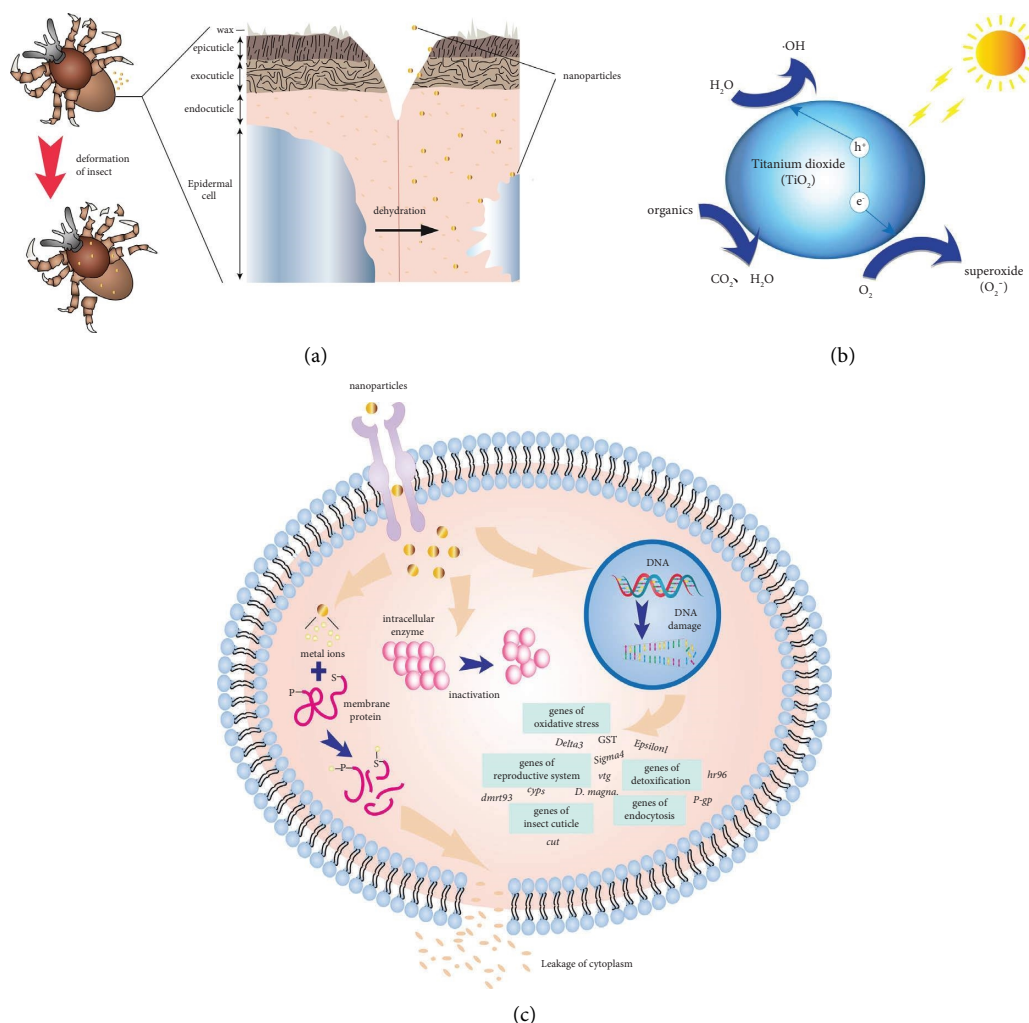 wax
epicuticle
exocuticle
endocuticle
Epidermal
cell
nanoparticles
deformation
of insect
dehydration
(a)
·OH
H₂O
h⁺
Titanium dioxide
(TiO₂)
e⁻
organics
CO₂、 H₂O
O₂
superoxide
(O₂⁻)
(b)
nanoparticles
DNA
DNA
damage
intracellular
enzyme
inactivation
metal ions
S
P
membrane
protein
S
P
genes of
oxidative stress
Delta3
GST
Epsilonl
Sigma4
genes of
reproductive system
vtg
genes of
detoxification
hr96
cyps
dmrt93
D. magna.
genes of
endocytosis
P-gp
genes of
insect cuticle
cut
Leakage of cytoplasm
(c)